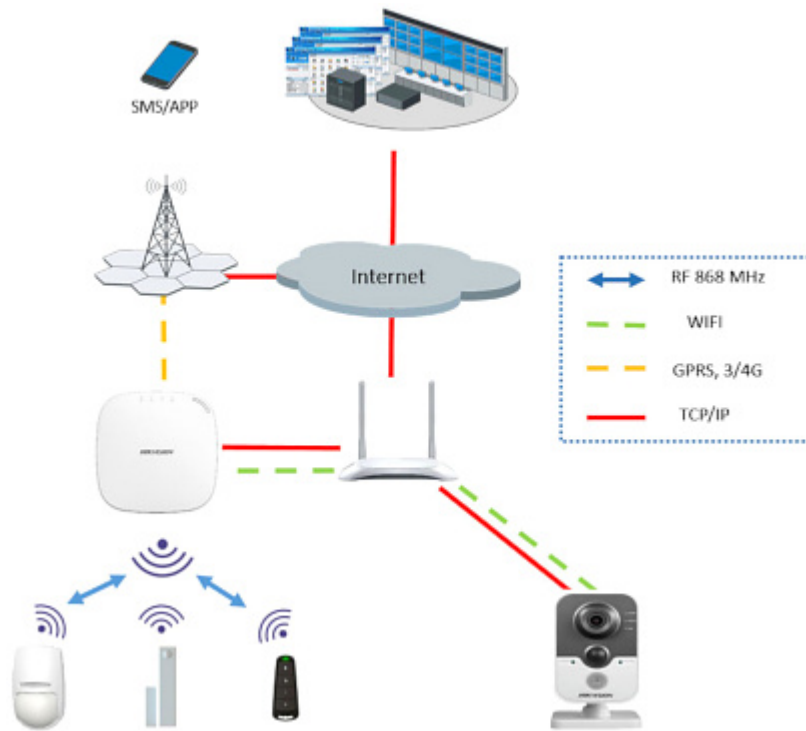 SMS/APP
Internet
RF 868 MHz
WIFI
GPRS, 3/4G
TCP/IP
HIKVISION
HIKVISION